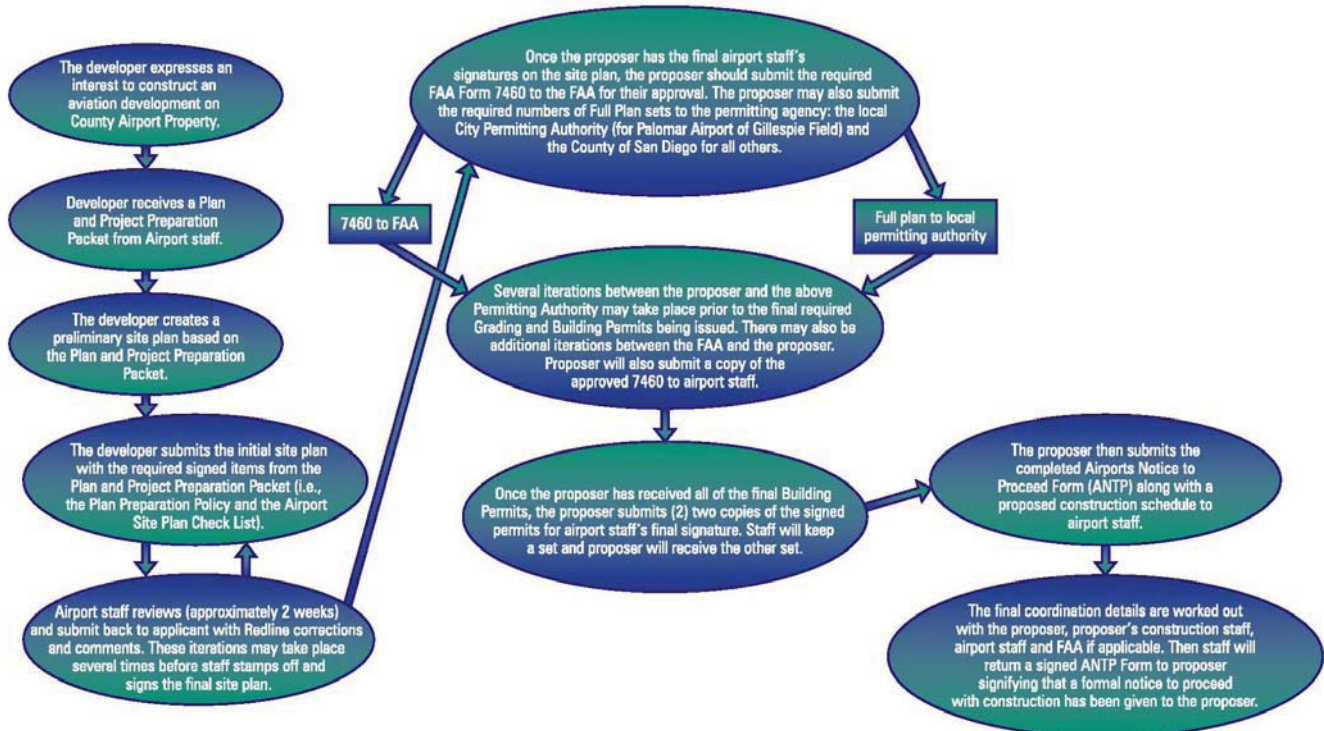 The developer expresses an
interest to construct an
aviation development on
County Airport Property.
Developer receives a Plan
and Project Preparation
Packet from Airport staff.
The developer creates a
preliminary site plan based on
the Plan and Project Preparation
Packet.
The developer submits the initial site plan
with the required signed items from the
Plan and Project Preparation Packet (i.e.,
the Plan Preparation Policy and the Airport
Site Plan Check List).
Airport staff reviews (approximately 2 weeks)
and submit back to applicant with Redline corrections
and comments. These iterations may take place
several times before staff stamps off and
signs the final site plan.
Once the proposer has the final airport staff's
signatures on the site plan, the proposer should submit the required
FAA Form 7460 to the FAA for their approval. The proposer may also submit
the required numbers of Full Plan sets to the permitting agency: the local
City Permitting Authority (for Palomar Airport of Gillespie Field) and
the County of San Diego for all others.
7460 to FAA
Full plan to local
permitting authority
Several iterations between the proposer and the above
Permitting Authority may take place prior to the final required
Grading and Building Permits being issued. There may also be
additional iterations between the FAA and the proposer.
Proposer will also submit a copy of the
approved 7460 to airport staff.
Once the proposer has received all of the final Building
Permits, the proposer submits (2) two copies of the signed
permits for airport staff's final signature. Staff will keep
a set and proposer will receive the other set.
The proposer then submits the
completed Airports Notice to
Proceed Form (ANTP) along with a
proposed construction schedule to
airport staff.
The final coordination details are worked out
with the proposer, proposer's construction staff,
airport staff and FAA if applicable. Then staff will
return a signed ANTP Form to proposer
signifying that a formal notice to proceed
with construction has been given to the proposer.